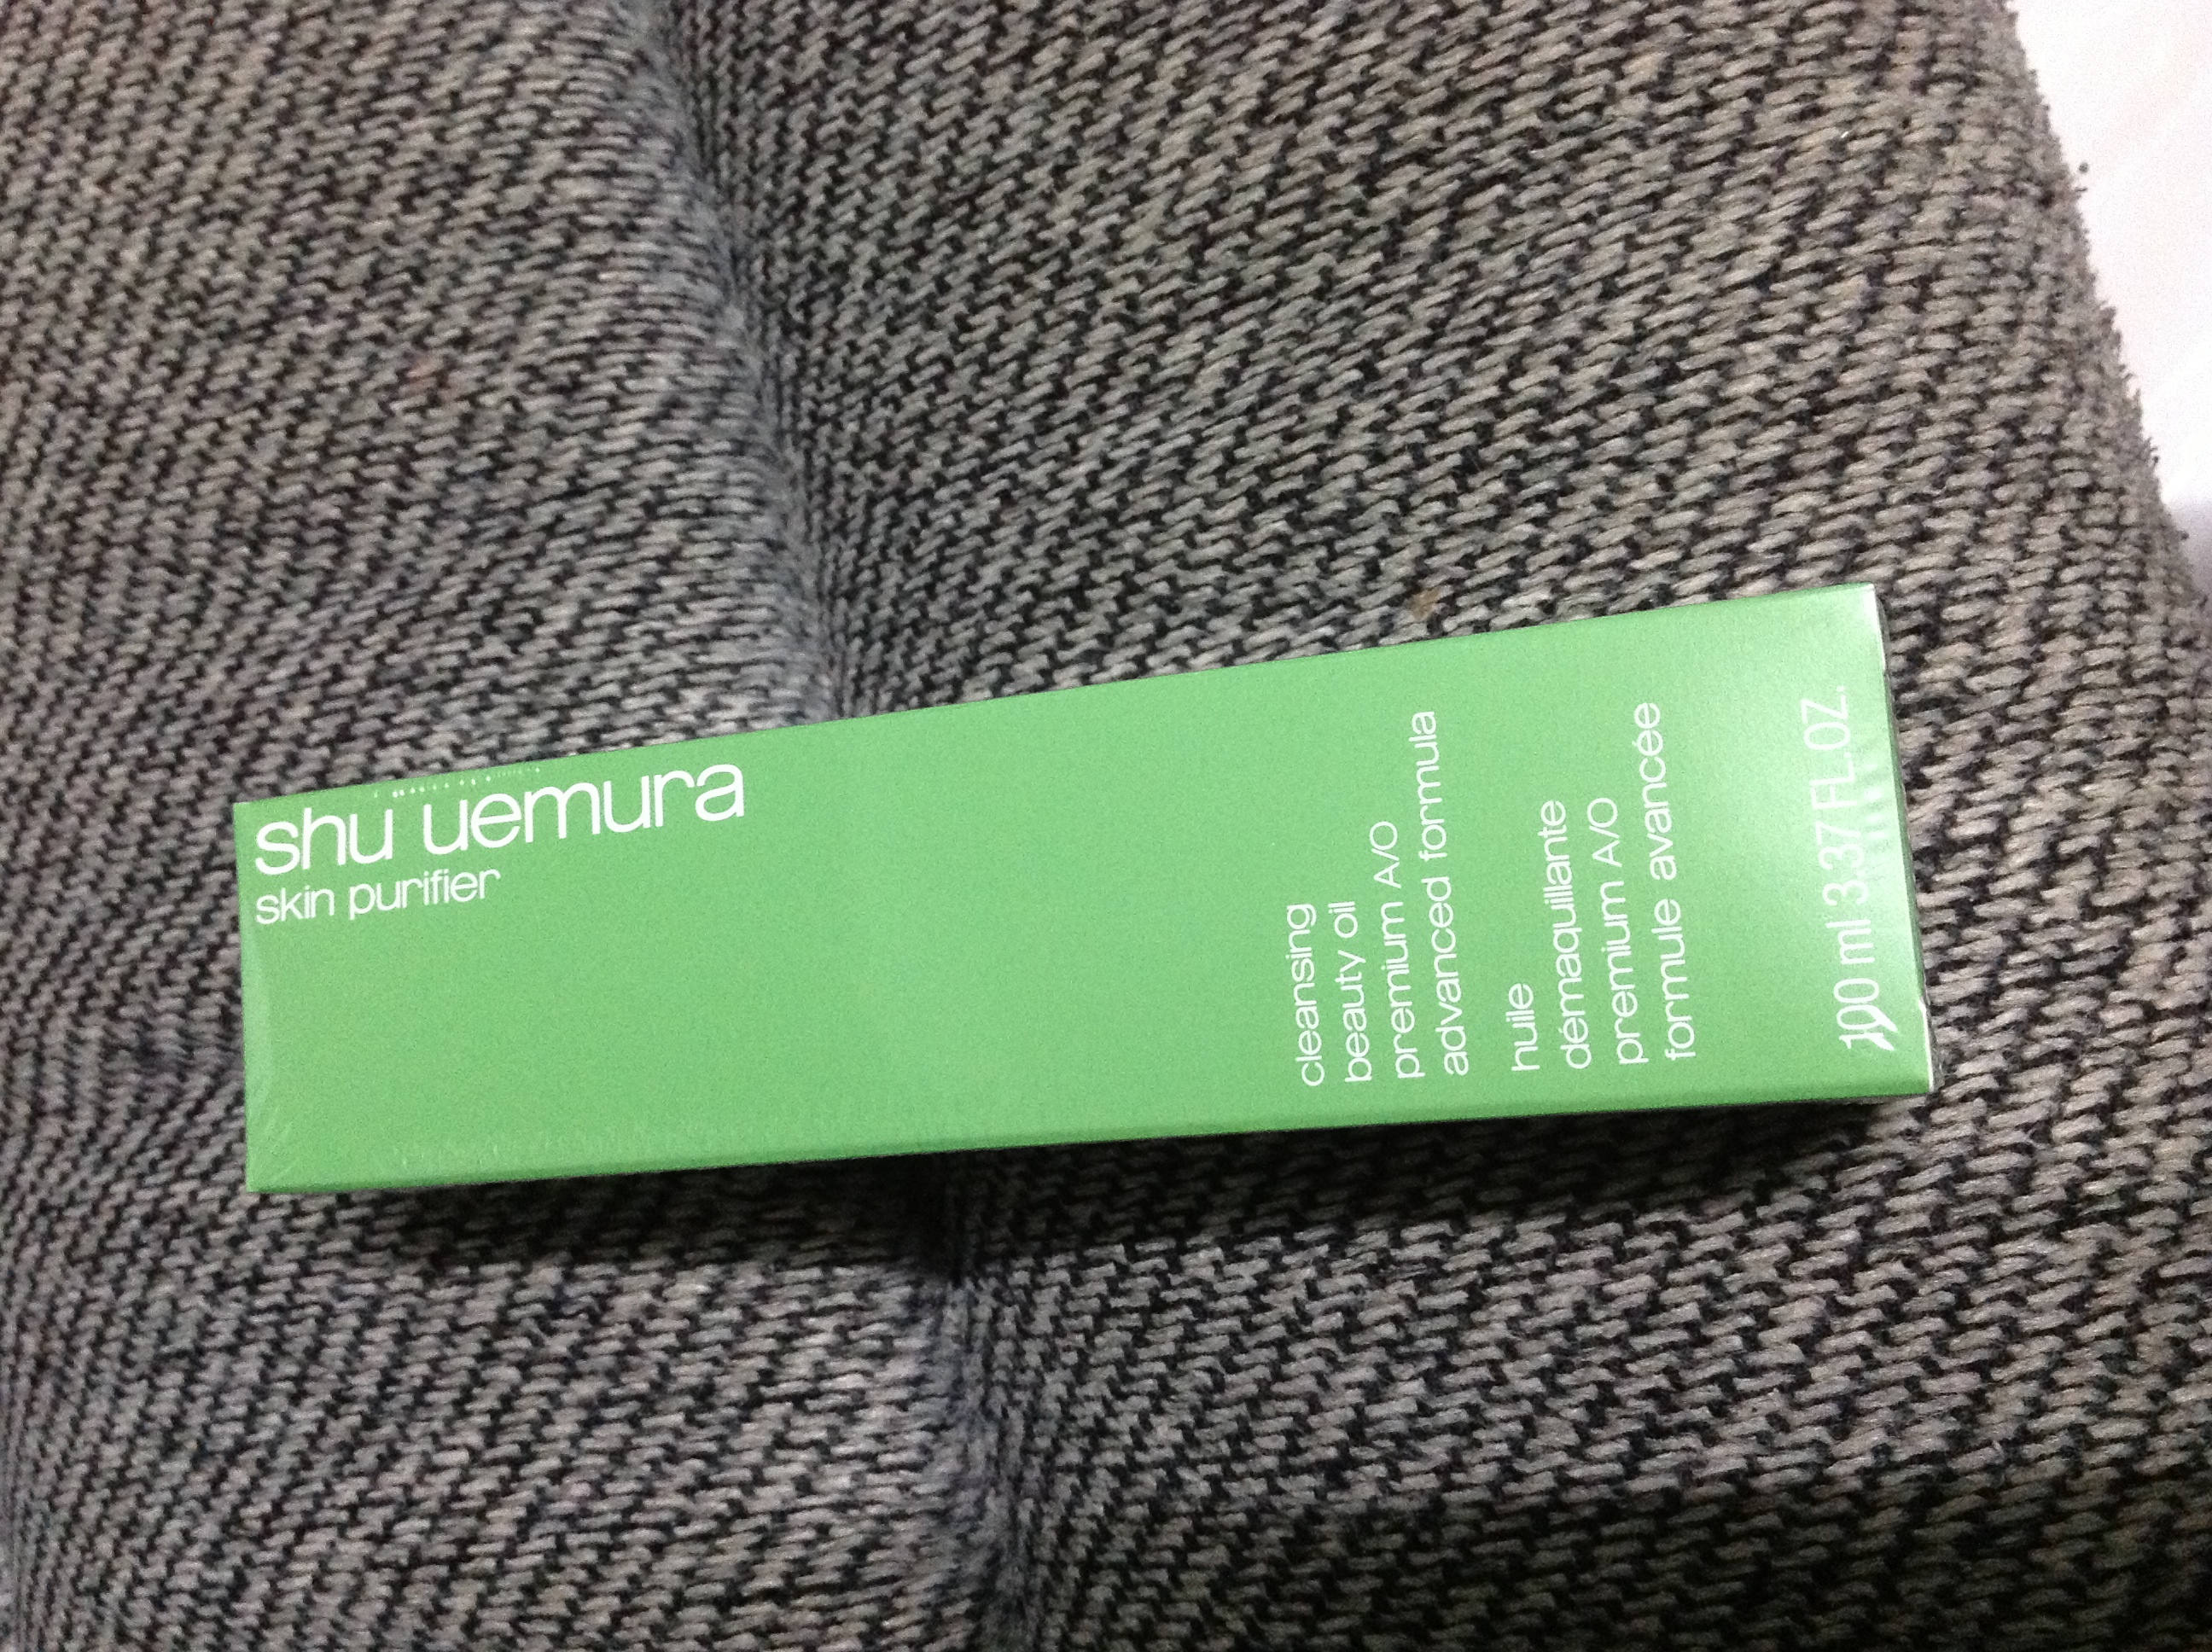 shu uemura
skin purifier
cleansing
beauty oil
premium A/O
advanced formula
huile
démaquillante
premium A/O
formule avancée
100 ml 3.37 FL.OZ.